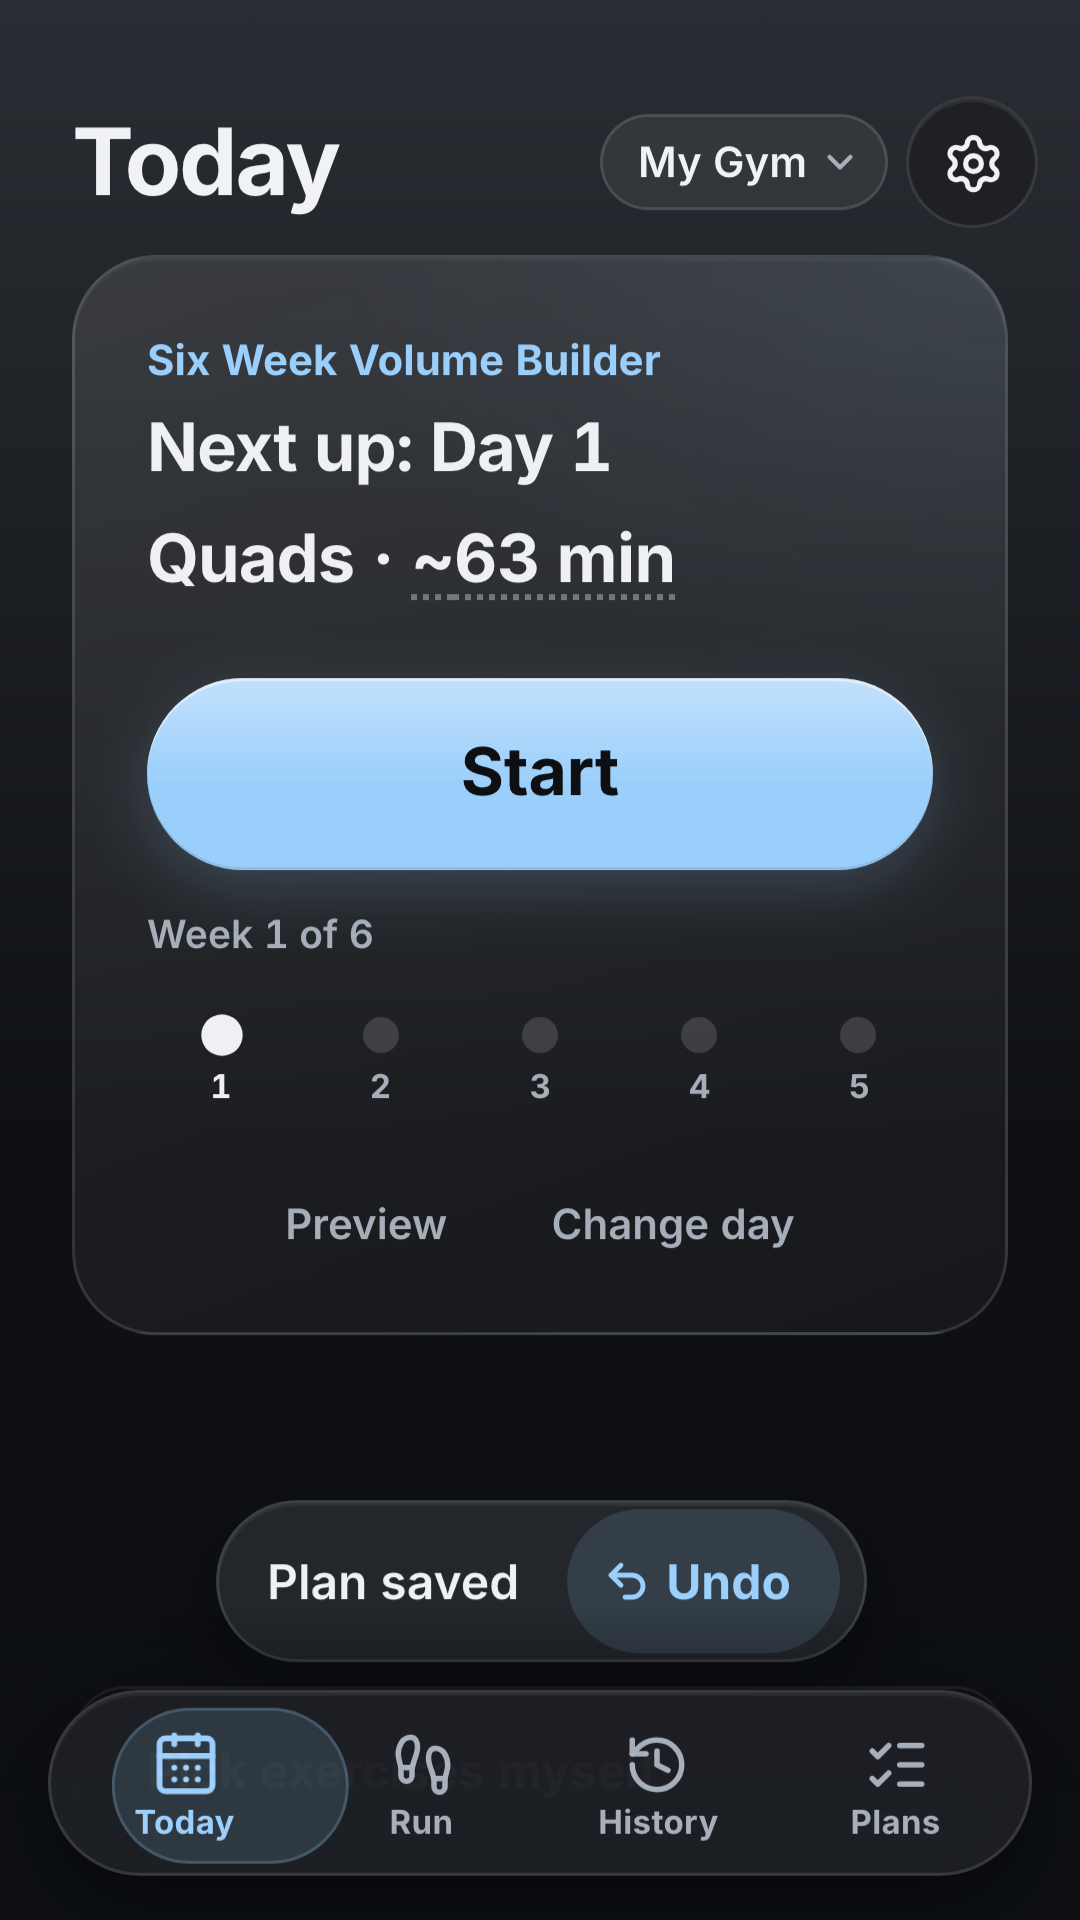 Today
My Gym
Six Week Volume Builder
Next up: Day 1
Quads · ~63 min
Start
Week 1 of 6
1 2 3 4 5
Preview Change day
Plan saved Undo
Today Run History Plans